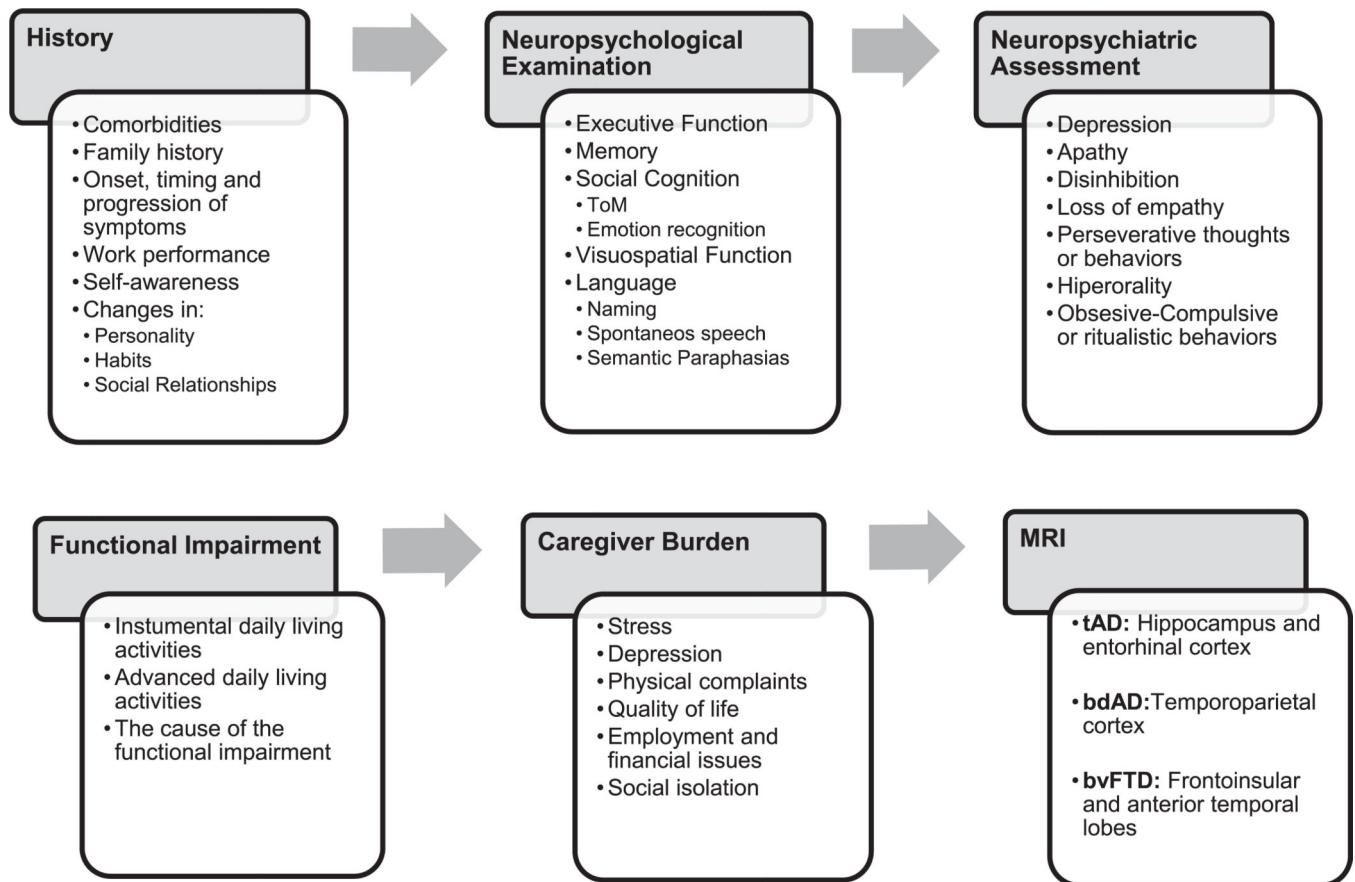 History
• Comorbidities
• Family history
• Onset, timing and
progression of
symptoms
• Work performance
• Self-awareness
• Changes in:
• Personality
• Habits
• Social Relationships
Neuropsychological
Examination
• Executive Function
• Memory
• Social Cognition
• ToM
• Emotion recognition
• Visuospatial Function
• Language
• Naming
• Spontaneos speech
• Semantic Paraphasias
Neuropsychiatric
Assessment
• Depression
• Apathy
• Disinhibition
• Loss of empathy
• Perseverative thoughts
or behaviors
• Hiperorality
• Obsesive-Compulsive
or ritualistic behaviors
Functional Impairment
• Instumental daily living
activities
• Advanced daily living
activities
• The cause of the
functional impairment
Caregiver Burden
• Stress
• Depression
• Physical complaints
• Quality of life
• Employment and
financial issues
• Social isolation
MRI
• tAD: Hippocampus and
entorhinal cortex
• bdAD:Temporoparietal
cortex
• bvFTD: Frontoinsular
and anterior temporal
lobes